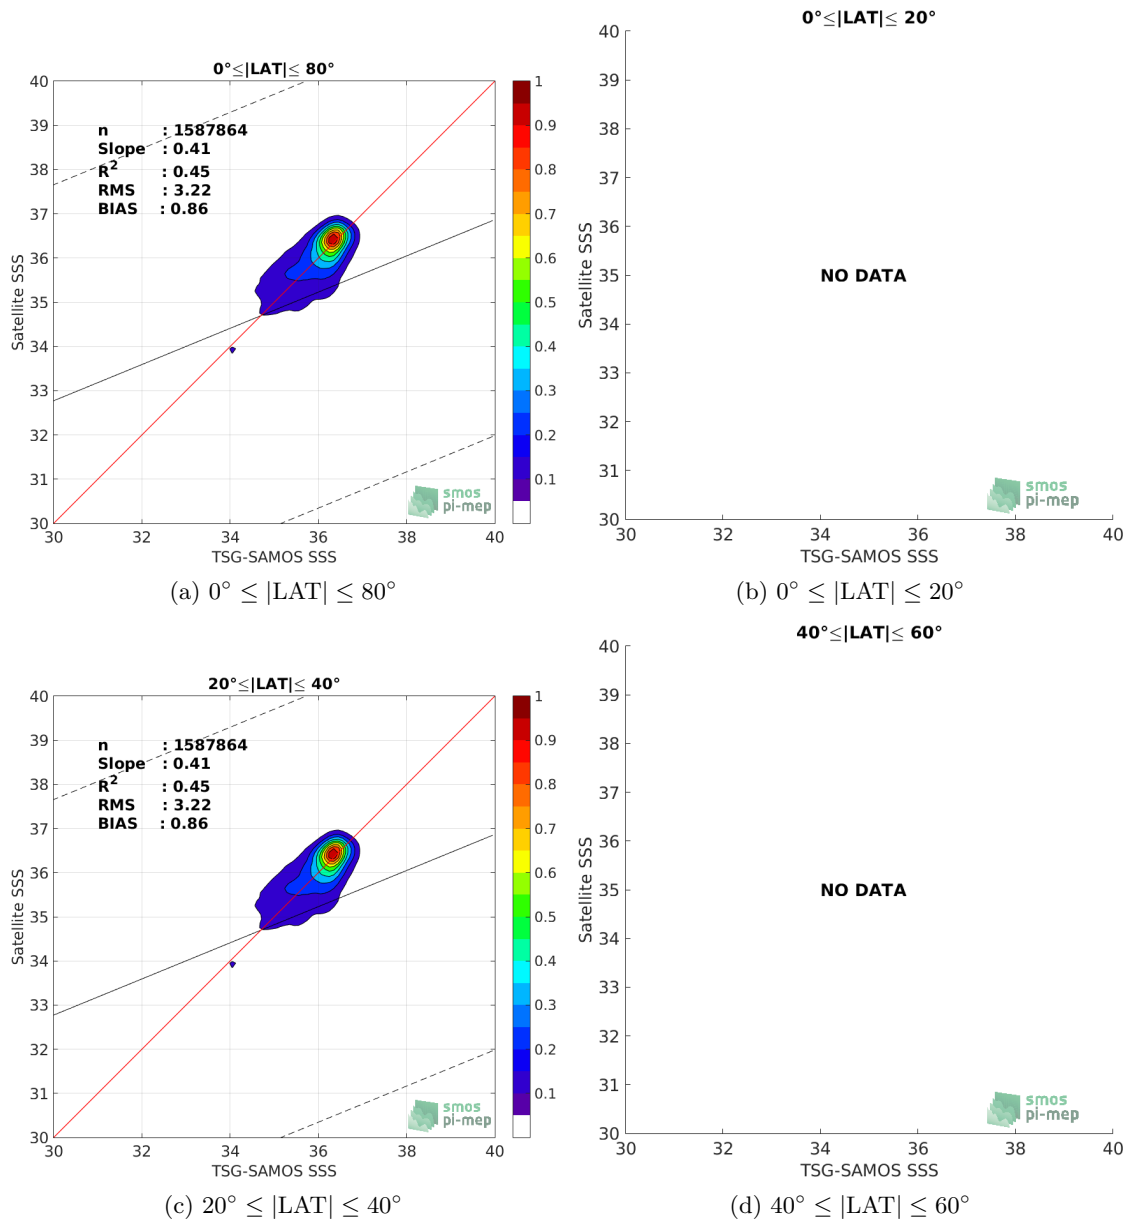 0°≤|LAT|≤ 80°
40
39
38
37
36
35
34
33
32
31
30
Satellite SSS
n : 1587864
Slope : 0.41
R² : 0.45
RMS : 3.22
BIAS : 0.86
smos
pi-mep
30 32 34 36 38 40
TSG-SAMOS SSS
1
0.9
0.8
0.7
0.6
0.5
0.4
0.3
0.2
0.1
(a) 0° ≤ |LAT| ≤ 80°
0°≤|LAT|≤ 20°
40
39
38
37
36
35
34
33
32
31
30
Satellite SSS
NO DATA
smos
pi-mep
30 32 34 36 38 40
TSG-SAMOS SSS
(b) 0° ≤ |LAT| ≤ 20°
20°≤|LAT|≤ 40°
40
39
38
37
36
35
34
33
32
31
30
Satellite SSS
n : 1587864
Slope : 0.41
R² : 0.45
RMS : 3.22
BIAS : 0.86
smos
pi-mep
30 32 34 36 38 40
TSG-SAMOS SSS
1
0.9
0.8
0.7
0.6
0.5
0.4
0.3
0.2
0.1
(c) 20° ≤ |LAT| ≤ 40°
40°≤|LAT|≤ 60°
40
39
38
37
36
35
34
33
32
31
30
Satellite SSS
NO DATA
smos
pi-mep
30 32 34 36 38 40
TSG-SAMOS SSS
(d) 40° ≤ |LAT| ≤ 60°